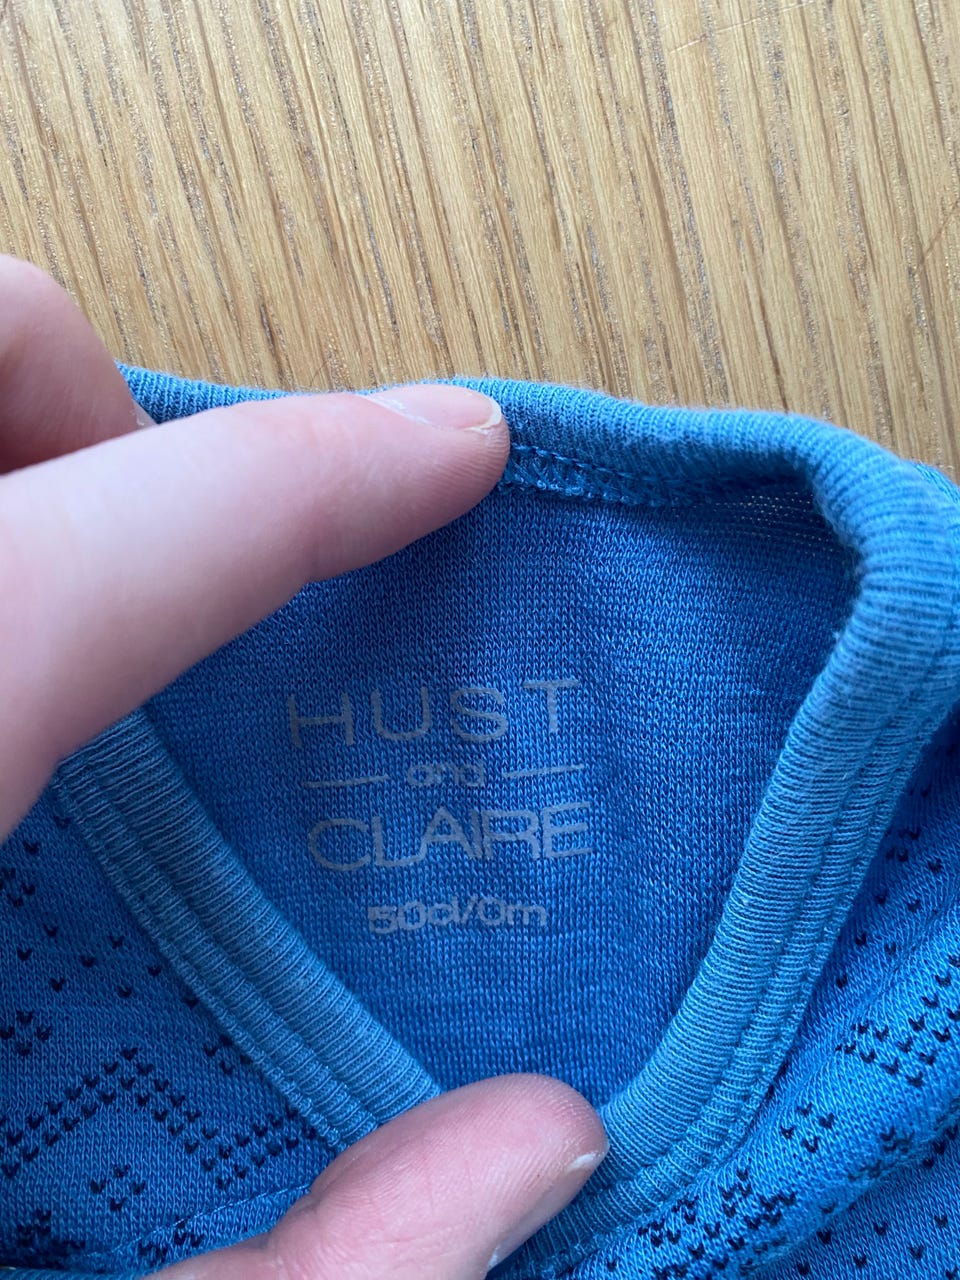 HUST
and
CLAIRE
50cl/0m